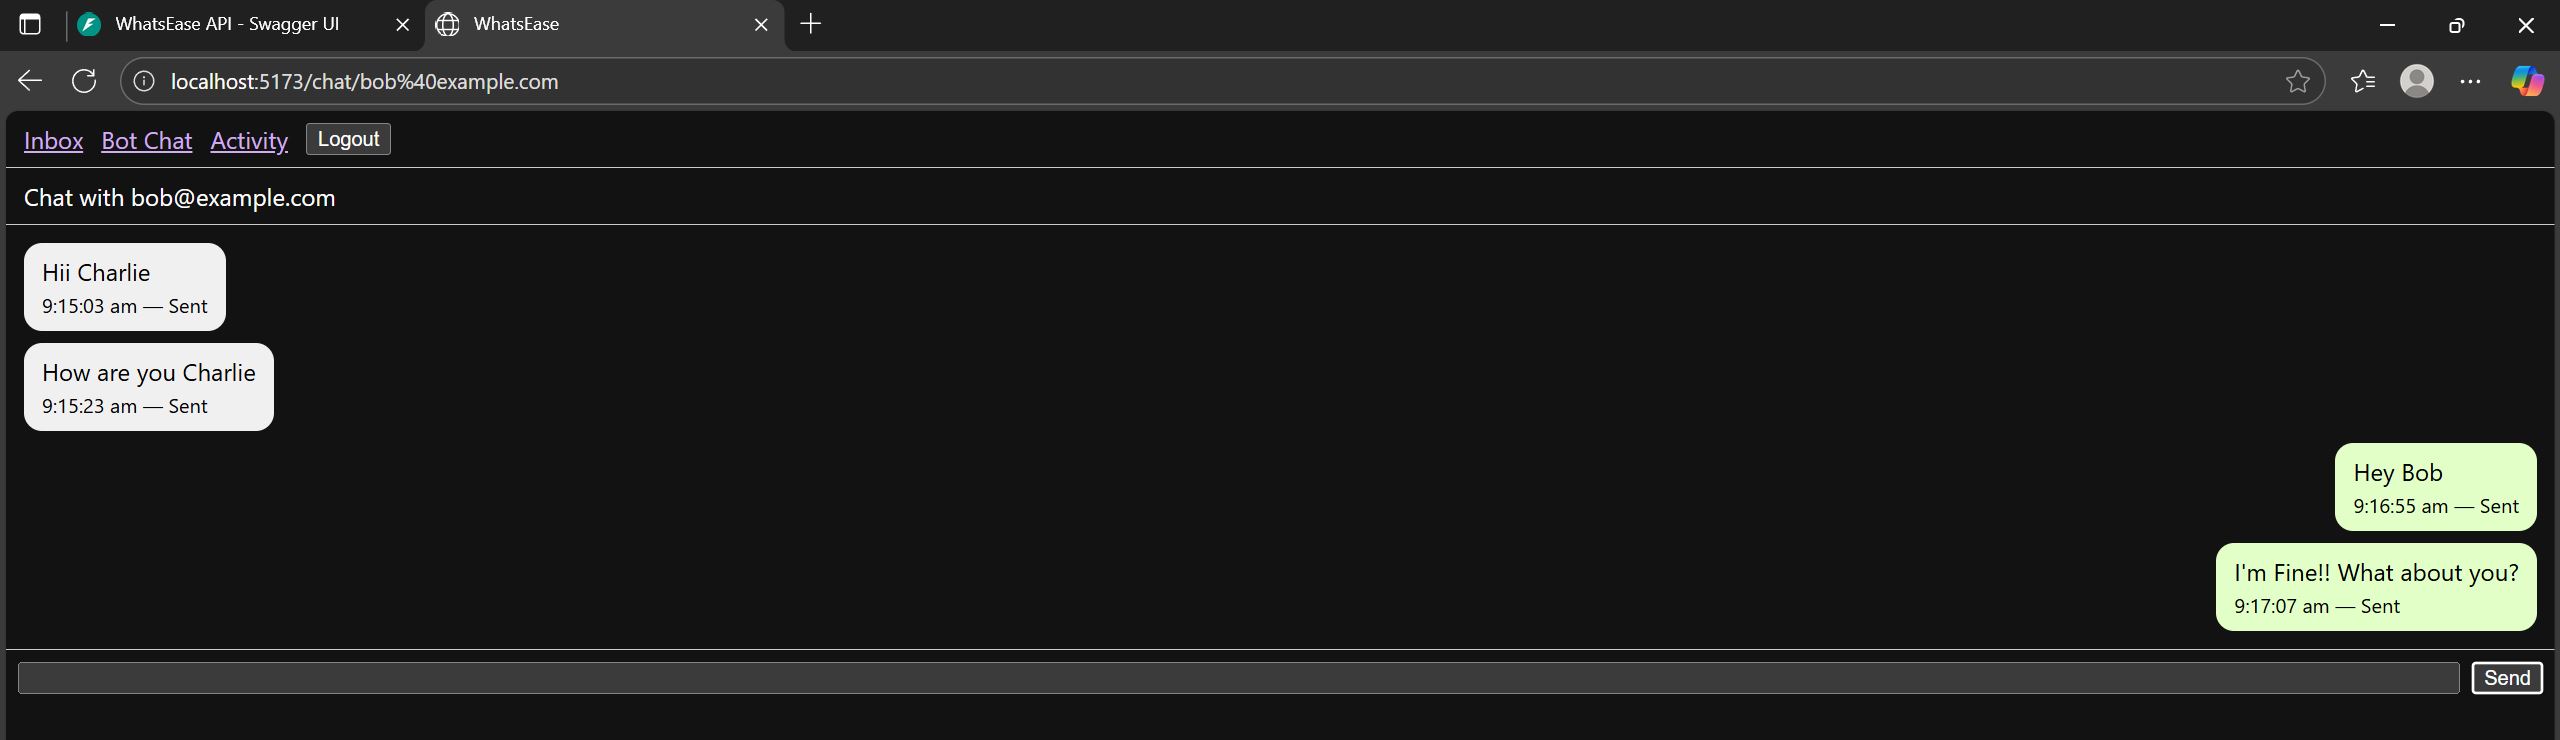 WhatsEase API - Swagger UI
WhatsEase
localhost:5173/chat/bob%40example.com
Inbox Bot Chat Activity Logout
Chat with bob@example.com
Hii Charlie
9:15:03 am — Sent
How are you Charlie
9:15:23 am — Sent
Hey Bob
9:16:55 am — Sent
I'm Fine!! What about you?
9:17:07 am — Sent
Send